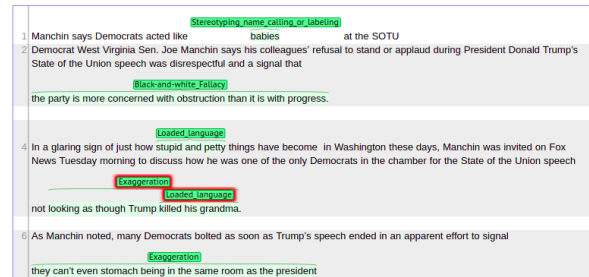 Stereotyping_name_calling_or_labeling
1 Manchin says Democrats acted like babies at the SOTU
2 Democrat West Virginia Sen. Joe Manchin says his colleagues' refusal to stand or applaud during President Donald Trump's
State of the Union speech was disrespectful and a signal that
Black-and-white_Fallacy
the party is more concerned with obstruction than it is with progress.
Loaded_language
4 In a glaring sign of just how stupid and petty things have become in Washington these days, Manchin was invited on Fox
News Tuesday morning to discuss how he was one of the only Democrats in the chamber for the State of the Union speech
Exaggeration
Loaded_language
not looking as though Trump killed his grandma.
6 As Manchin noted, many Democrats bolted as soon as Trump's speech ended in an apparent effort to signal
Exaggeration
they can't even stomach being in the same room as the president